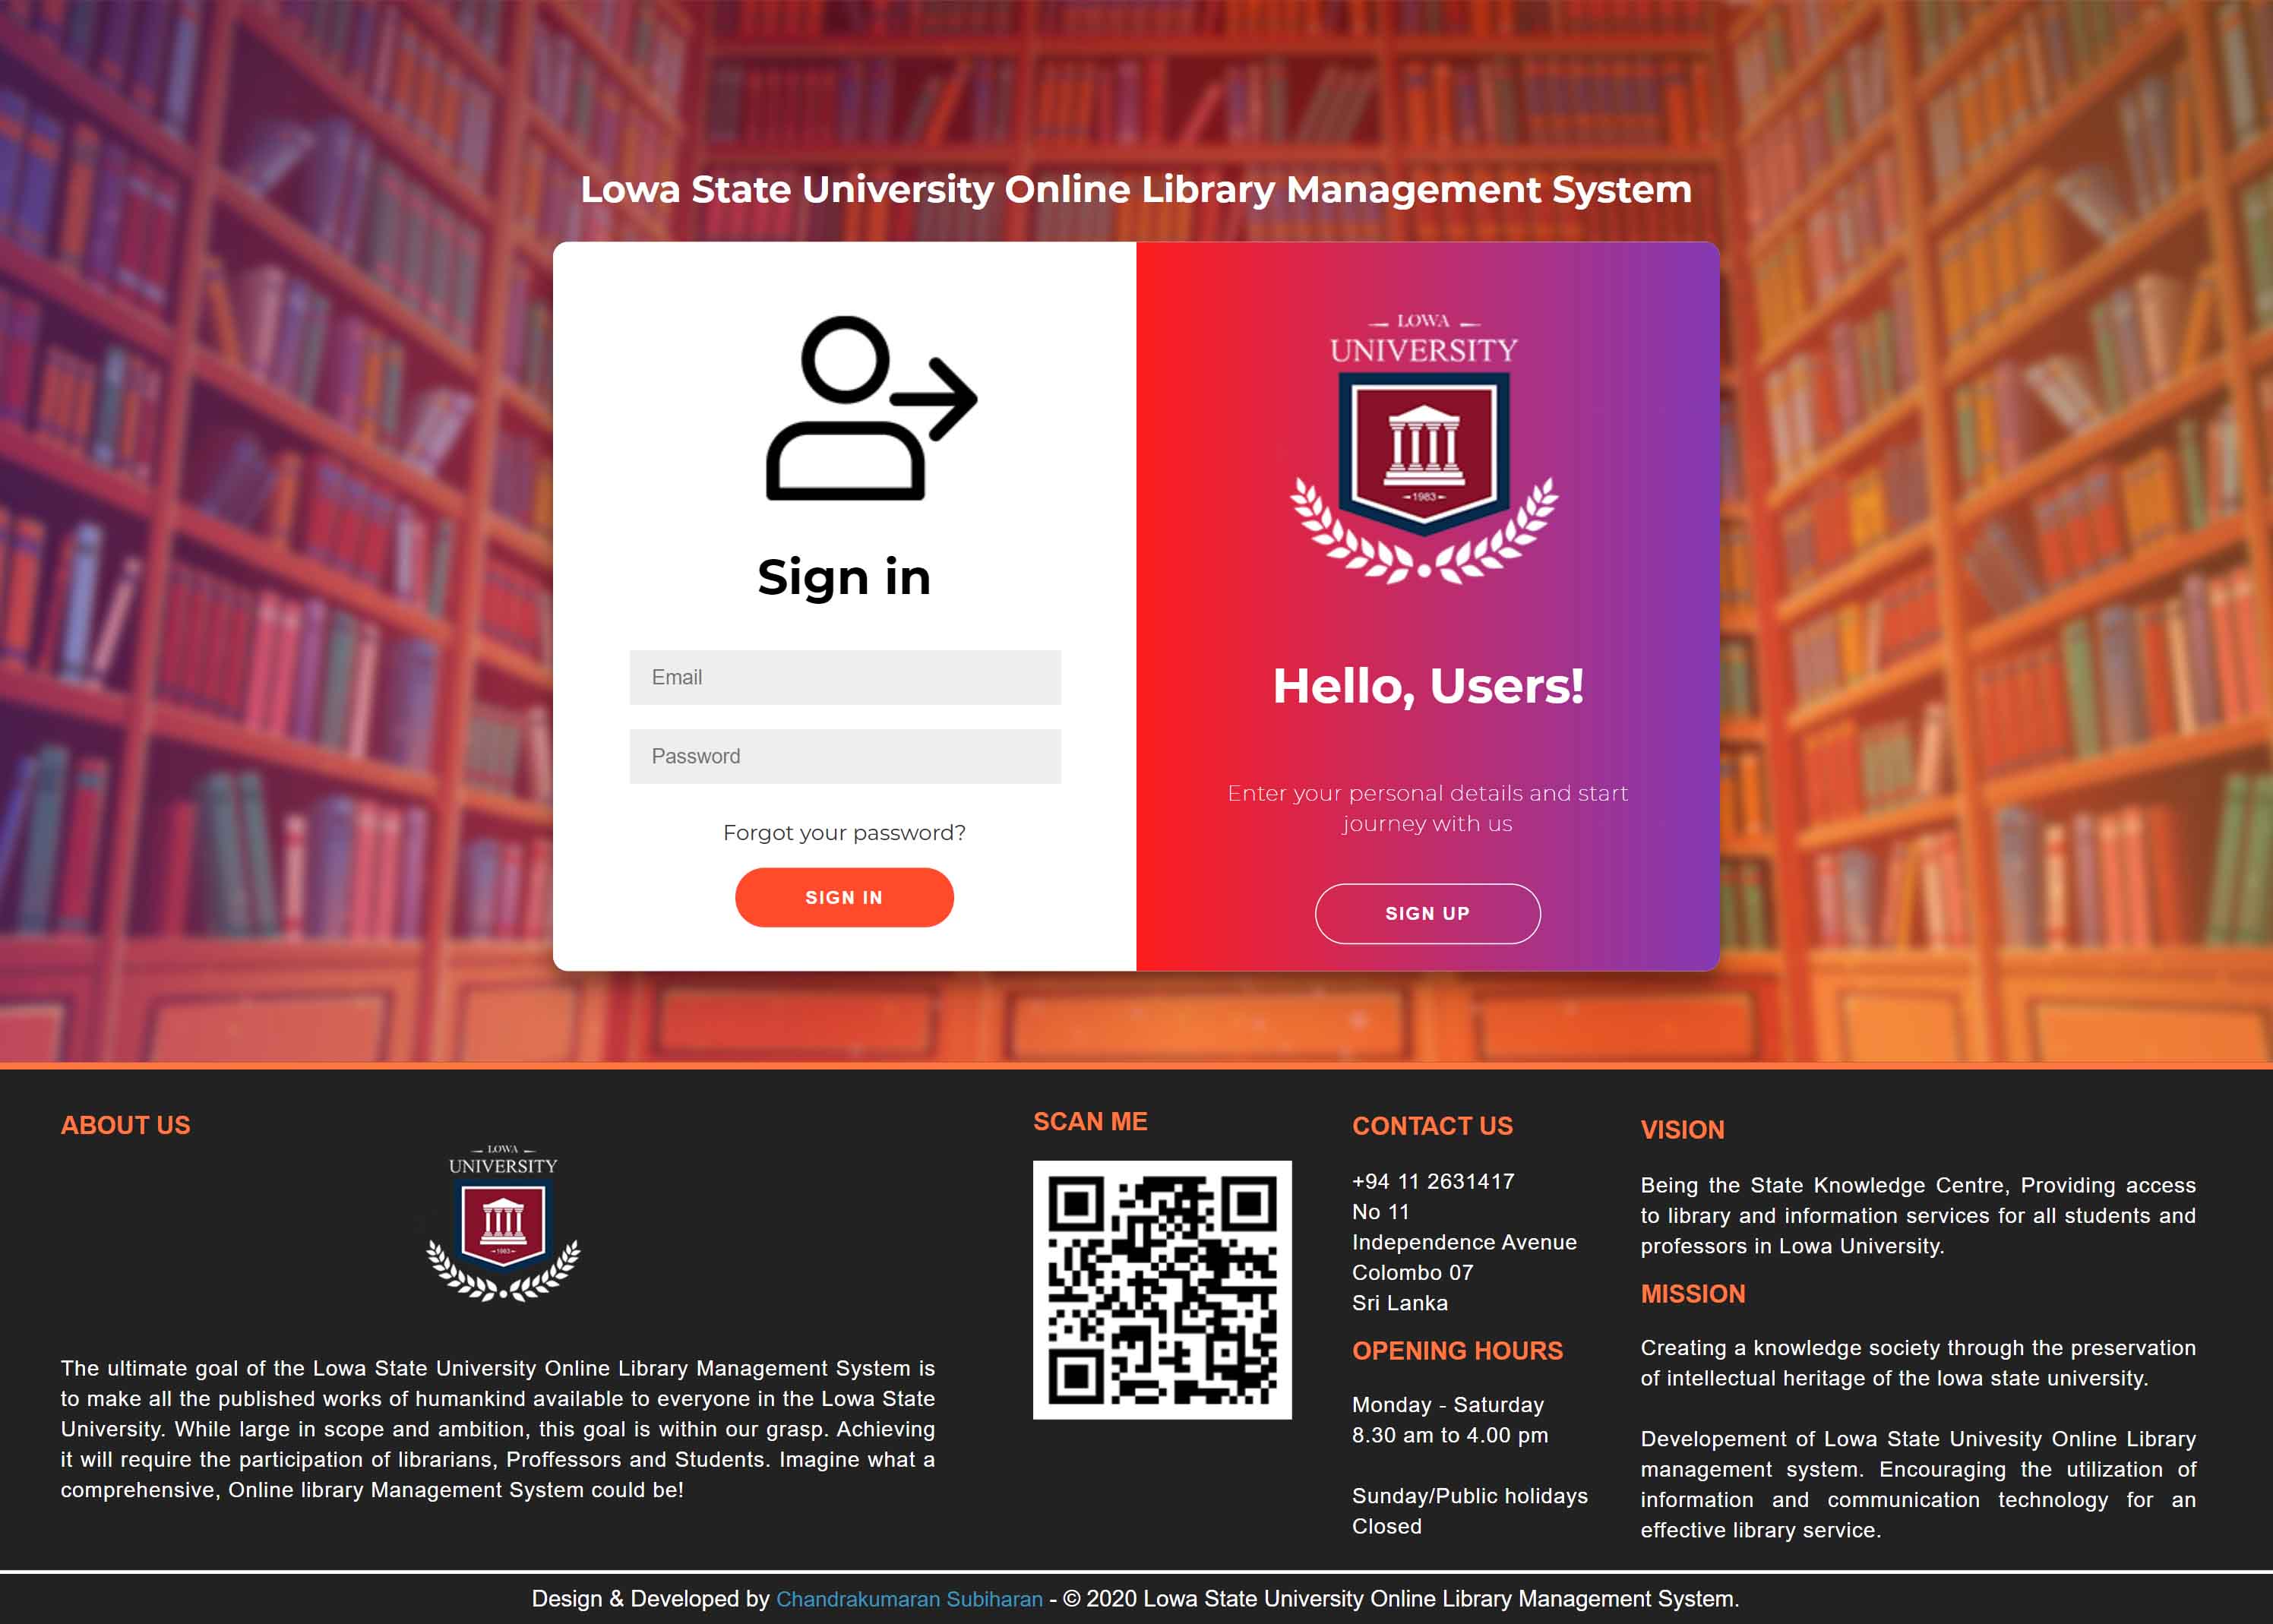 Lowa State University Online Library Management System
LOWA
UNIVERSITY
1983
Sign in
Email
Password
Forgot your password?
SIGN IN
Hello, Users!
Enter your personal details and start
journey with us
SIGN UP
ABOUT US
LOWA
UNIVERSITY
1983
The ultimate goal of the Lowa State University Online Library Management System is
to make all the published works of humankind available to everyone in the Lowa State
University. While large in scope and ambition, this goal is within our grasp. Achieving
it will require the participation of librarians, Proffessors and Students. Imagine what a
comprehensive, Online library Management System could be!
SCAN ME
CONTACT US
+94 11 2631417
No 11
Independence Avenue
Colombo 07
Sri Lanka
OPENING HOURS
Monday - Saturday
8.30 am to 4.00 pm
Sunday/Public holidays
Closed
VISION
Being the State Knowledge Centre, Providing access
to library and information services for all students and
professors in Lowa University.
MISSION
Creating a knowledge society through the preservation
of intellectual heritage of the lowa state university.
Developement of Lowa State Univesity Online Library
management system. Encouraging the utilization of
information and communication technology for an
effective library service.
Design & Developed by Chandrakumaran Subiharan - © 2020 Lowa State University Online Library Management System.